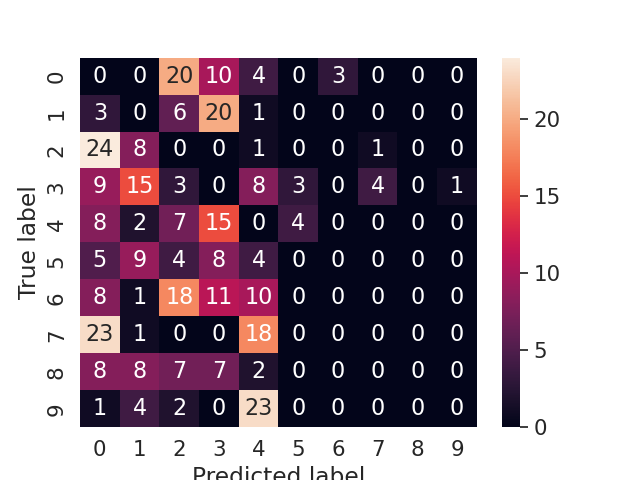 0 0 0 20 10 4 0 3 0 0 0
1 3 0 6 20 1 0 0 0 0 0
2 24 8 0 0 1 0 0 1 0 0
3 9 15 3 0 8 3 0 4 0 1
4 8 2 7 15 0 4 0 0 0 0
5 5 9 4 8 4 0 0 0 0 0
6 8 1 18 11 10 0 0 0 0 0
7 23 1 0 0 18 0 0 0 0 0
8 8 8 7 7 2 0 0 0 0 0
9 1 4 2 0 23 0 0 0 0 0
0 1 2 3 4 5 6 7 8 9
True label
Predicted label
20
15
10
5
0